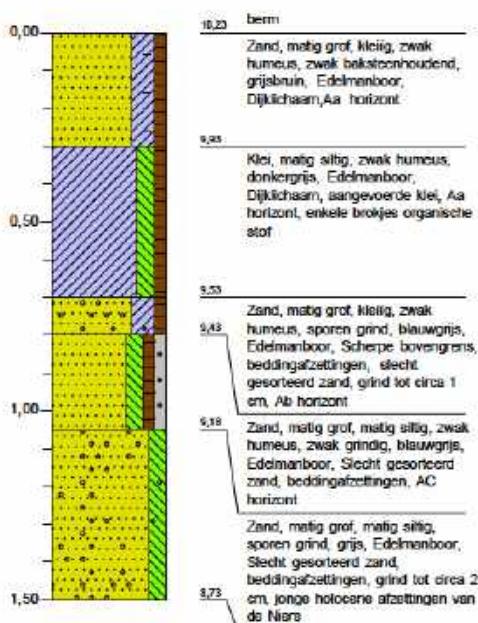 0,00
0,50
1,00
1,50
10,23
berm
Zand, matig grof, kleiig, zwak
humeus, zwak baksteenhoudend,
grijsbruin, Edelmanboor,
Dijklichaam,Aa horizont
9,93
Klei, matig siltig, zwak humeus,
donkergrijs, Edelmanboor,
Dijklichaam, aangevoerde klei, Aa
horizont, enkele brokjes organische
stof
9,53
Zand, matig grof, kleiig, zwak
humeus, sporen grind, blauwgrijs,
Edelmanboor, Scherpe bovengrens,
beddingafzettingen, slecht
gesorteerd zand, grind tot circa 1
cm, Ab horizont
9,43
9,18
Zand, matig grof, matig siltig, zwak
humeus, zwak grindig, blauwgrijs,
Edelmanboor, Slecht gesorteerd
zand, beddingafzettingen, AC
horizont
Zand, matig grof, matig siltig,
sporen grind, grijs, Edelmanboor,
Slecht gesorteerd zand,
beddingafzettingen, grind tot circa 2
cm, jonge holocene afzettingen van
de Niers
8,73